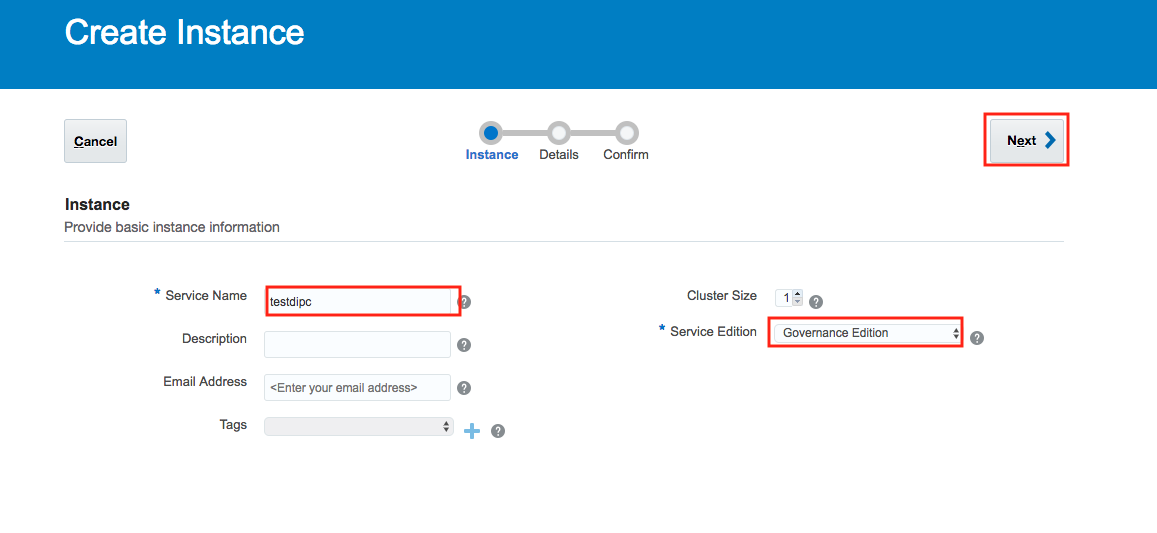 Create Instance
Cancel
Instance
Details
Confirm
Next
Instance
Provide basic instance information
* Service Name
testdipc
?
Cluster Size
1
?
Description
?
* Service Edition
Governance Edition
?
Email Address
<Enter your email address>
?
Tags
?